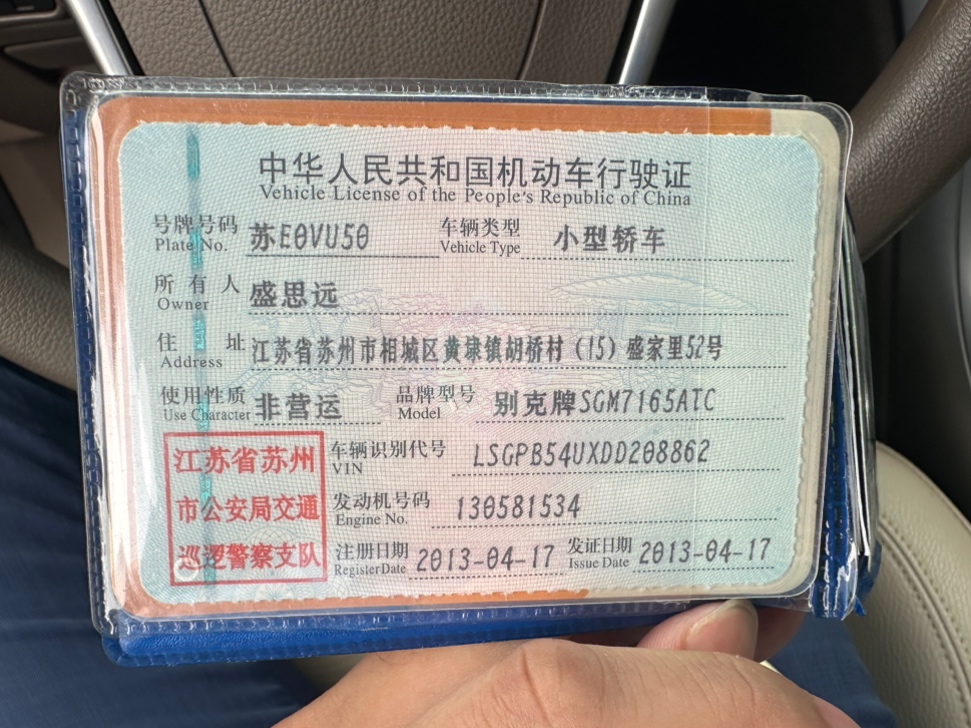 中华人民共和国机动车行驶证
Vehicle License of the People's Republic of China
号牌号码 苏E0VU50 车辆类型 小型轿车
Plate No. Vehicle Type
所有人 盛思远
Owner
住址 江苏省苏州市相城区黄埭镇胡桥村(15)盛家里52号
Address
使用性质 非营运 品牌型号 别克牌SGM7165ATC
Use Character Model
江苏省苏州
市公安局交通
巡逻警察支队
车辆识别代号 LSGPB54UXDD208862
VIN
发动机号码 130581534
Engine No.
注册日期 2013-04-17 发证日期 2013-04-17
Register Date Issue Date